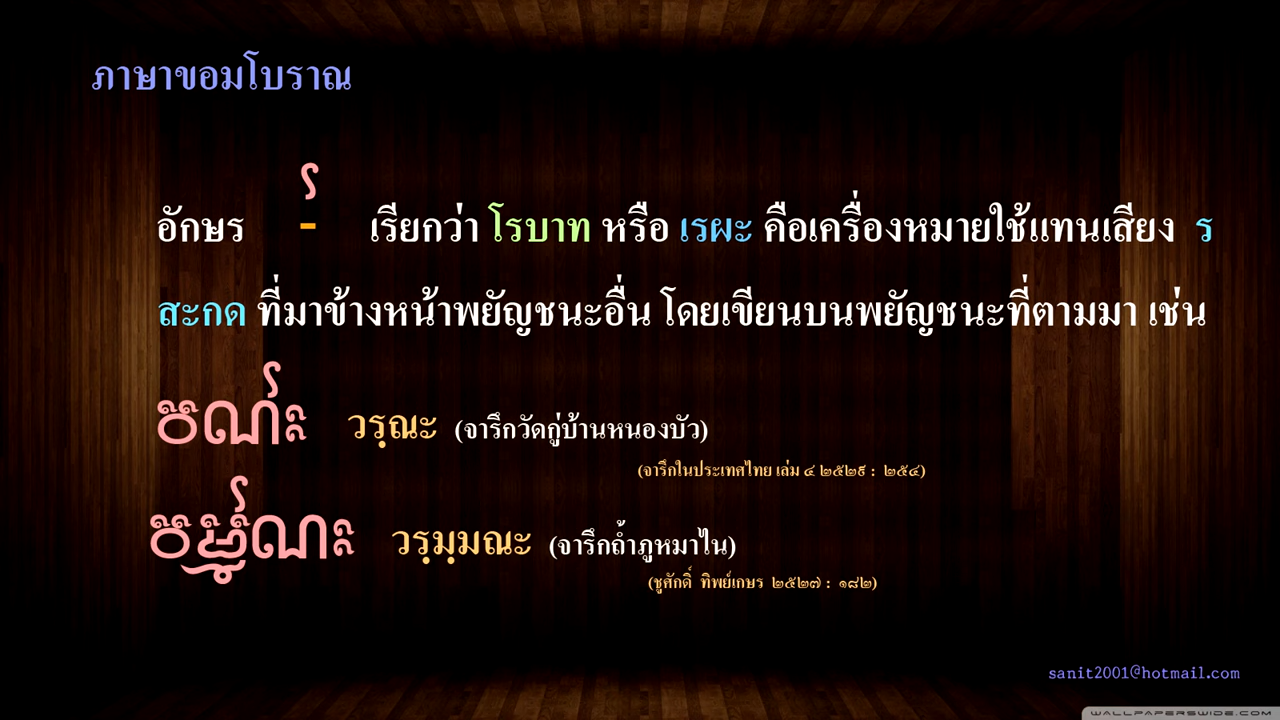 ภาษาขอมโบราณ
อักษร - เรียกว่า โรบาท หรือ เรผะ คือเครื่องหมายใช้แทนเสียง ร
สะกด ที่มาข้างหน้าพยัญชนะอื่น โดยเขียนบนพยัญชนะที่ตามมา เช่น
วรฺณะ (จารึกวัดกู่บ้านหนองบัว)
(จารึกในประเทศไทย เล่ม ๔ ๒๕๒๙ : ๒๕๔)
วรฺมฺมณะ (จารึกถ้ำภูหมาไน)
(ชูศักดิ์ ทิพย์เกษร ๒๕๒๗ : ๑๘๒)
sanit2001@hotmail.com
WALLPAPERSWIDE.COM